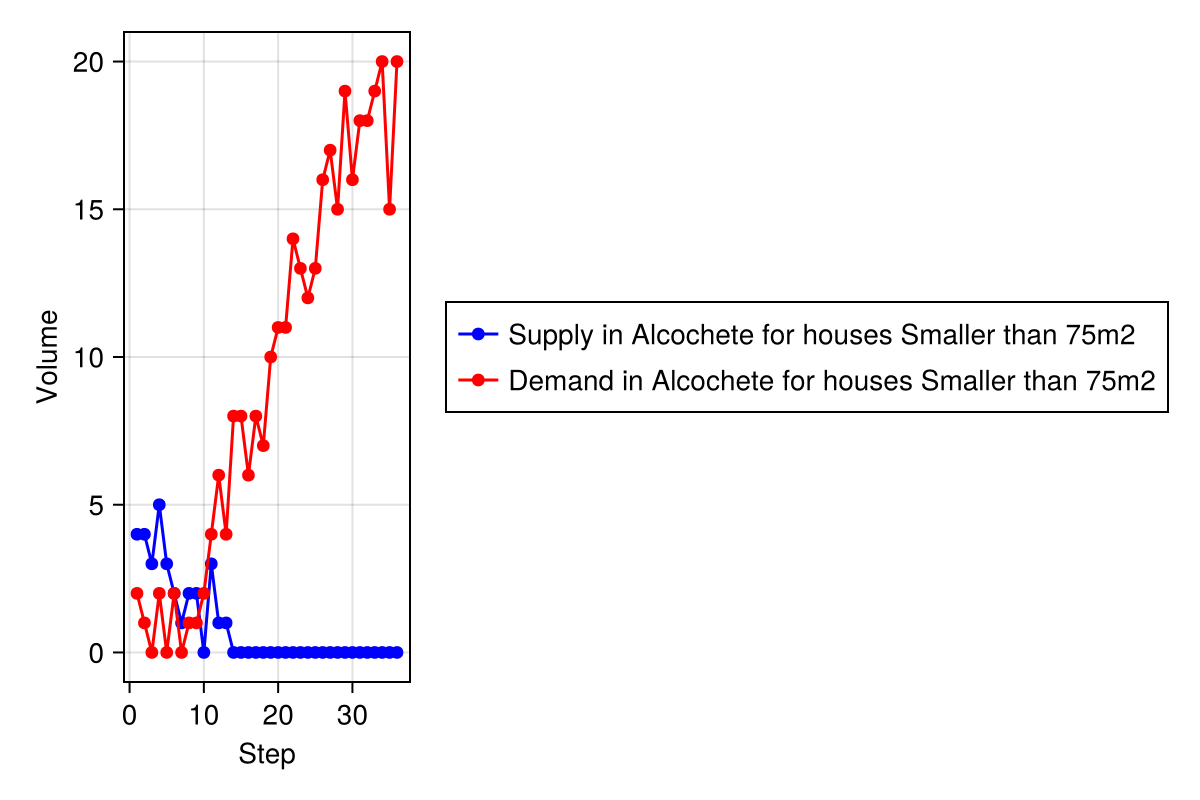 20
15
10
5
0
Volume
0 10 20 30
Step
Supply in Alcochete for houses Smaller than 75m2
Demand in Alcochete for houses Smaller than 75m2